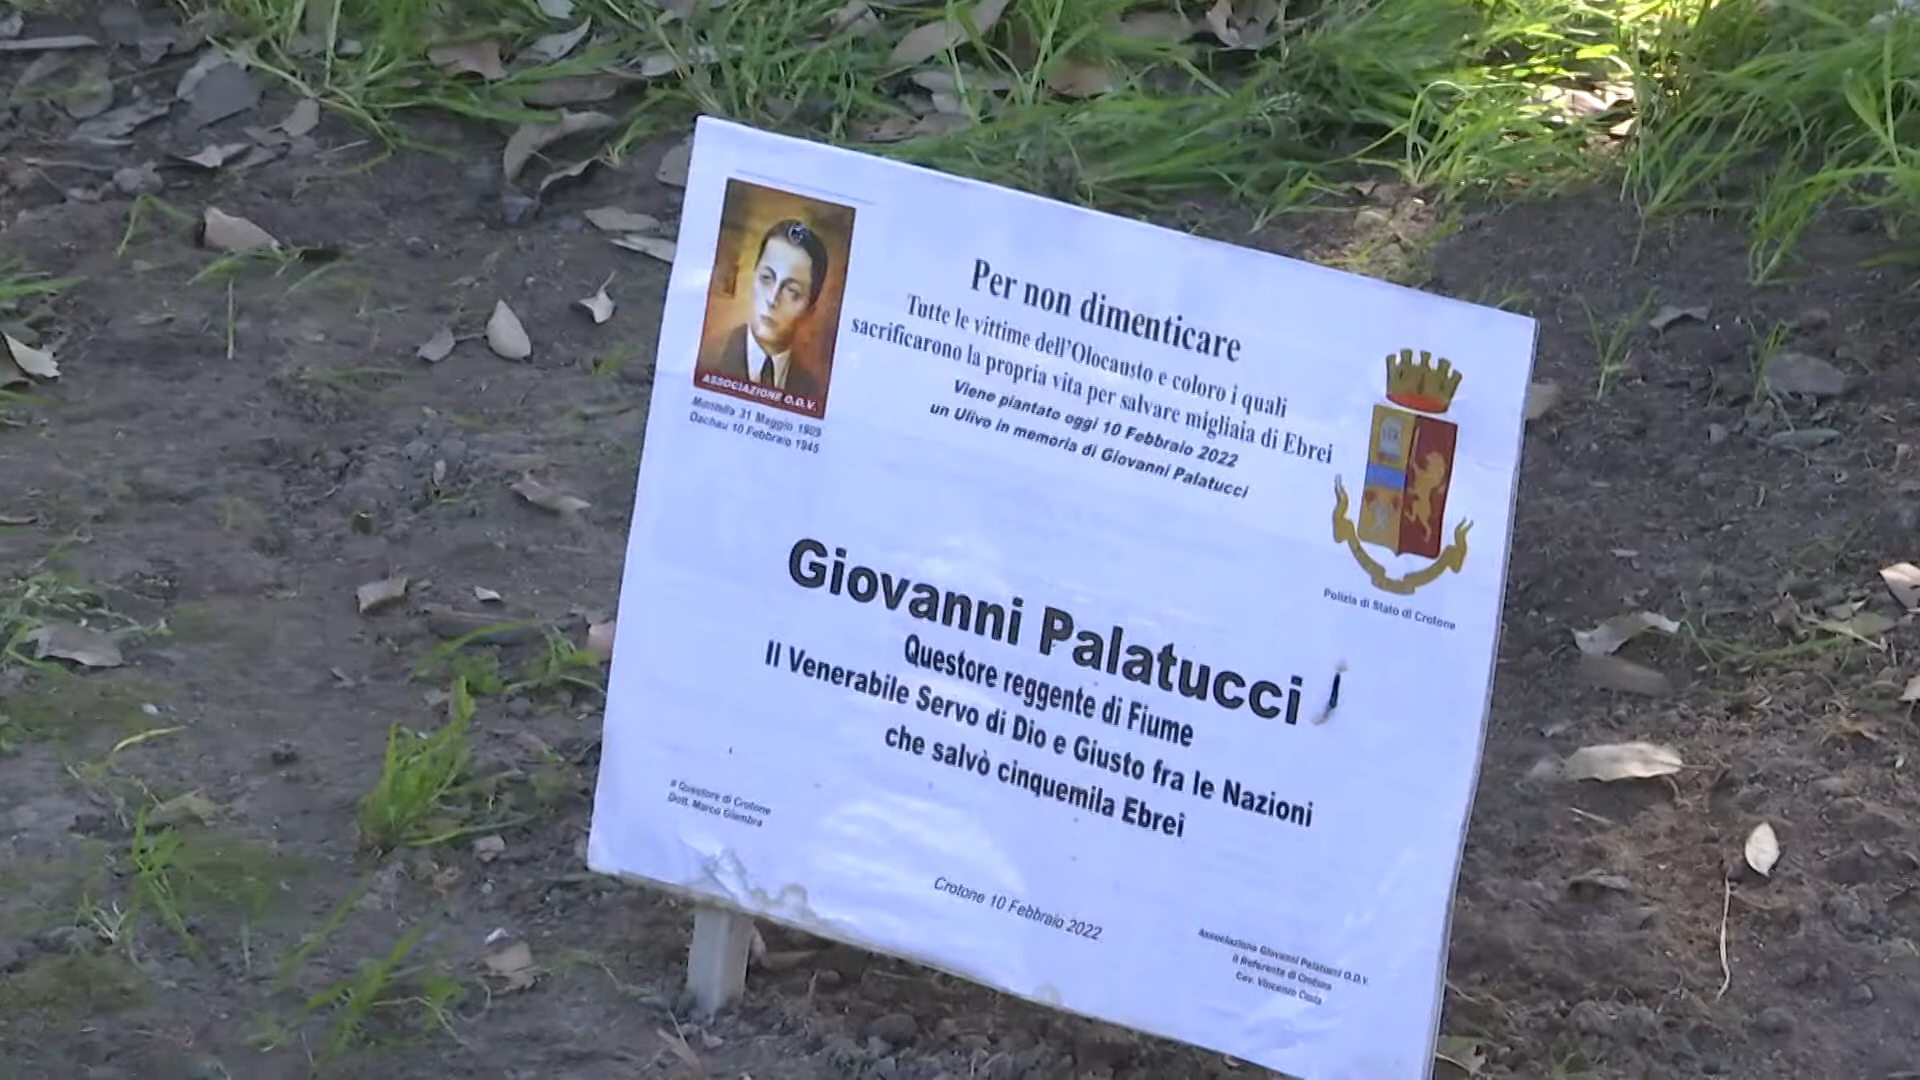 ASSOCIAZIONE O.D.V.
Montella 31 Maggio 1909
Dachau 10 Febbraio 1945
Per non dimenticare
Tutte le vittime dell'Olocausto e coloro i quali
sacrificarono la propria vita per salvare migliaia di Ebrei
Viene piantato oggi 10 Febbraio 2022
un Ulivo in memoria di Giovanni Palatucci
Polizia di Stato di Crotone
Giovanni Palatucci
Questore reggente di Fiume
Il Venerabile Servo di Dio e Giusto fra le Nazioni
che salvò cinquemila Ebrei
Il Questore di Crotone
Dott. Marco Giambra
Crotone 10 Febbraio 2022
Associazione Giovanni Palatucci O.D.V.
Il Referente di Crotone
Cav. Vincenzo Costa